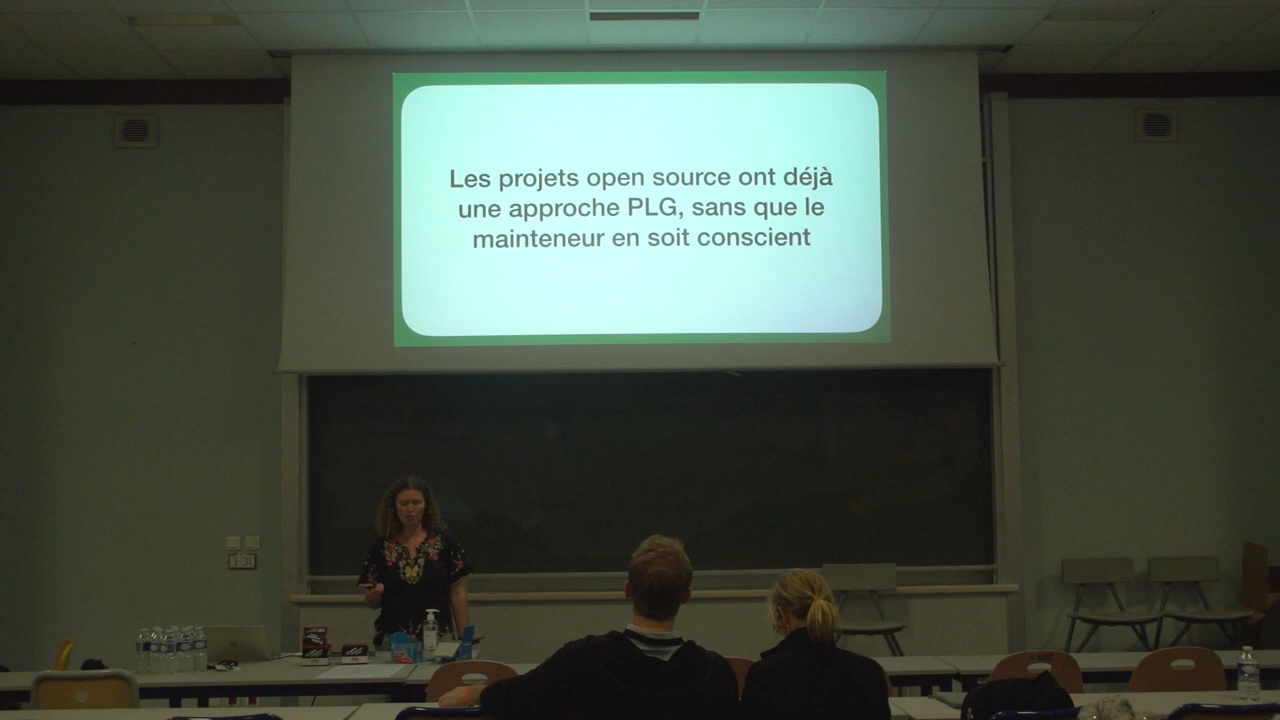 Les projets open source ont déjà
une approche PLG, sans que le
mainteneur en soit conscient